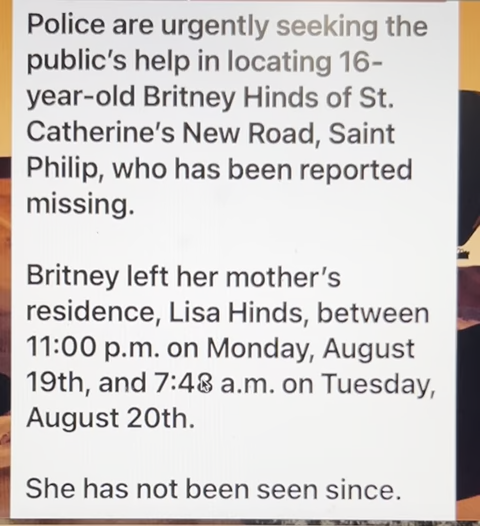 Police are urgently seeking the
public's help in locating 16-
year-old Britney Hinds of St.
Catherine's New Road, Saint
Philip, who has been reported
missing.
Britney left her mother's
residence, Lisa Hinds, between
11:00 p.m. on Monday, August
19th, and 7:48 a.m. on Tuesday,
August 20th.
She has not been seen since.